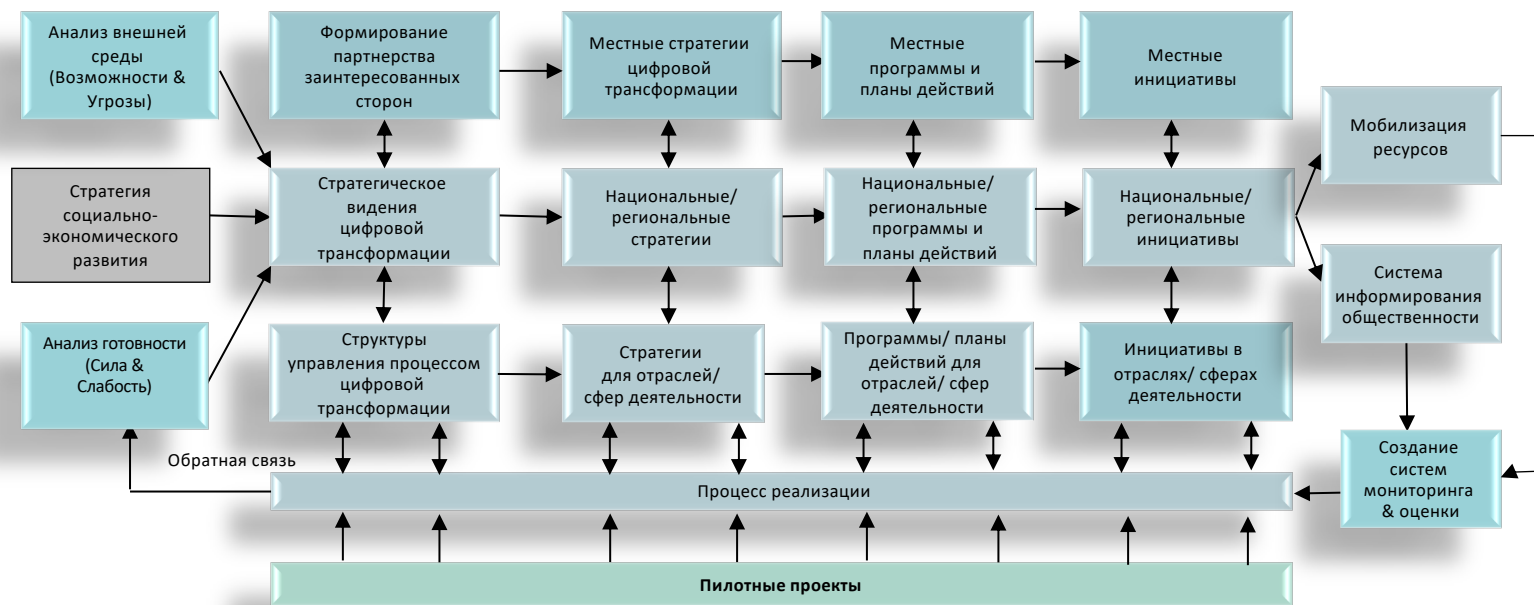 Анализ внешней
среды
(Возможности &
Угрозы)
Формирование
партнерства
заинтересованных
сторон
Местные стратегии
цифровой
трансформации
Местные
программы и
планы действий
Местные
инициативы
Мобилизация
ресурсов
Стратегия
социально-
экономического
развития
Стратегическое
видения
цифровой
трансформации
Национальные/
региональные
стратегии
Национальные/
региональные
программы и
планы действий
Национальные/
региональные
инициативы
Система
информирования
общественности
Анализ готовности
(Сила &
Слабость)
Структуры
управления процессом
цифровой
трансформации
Стратегии
для отраслей/
сфер деятельности
Программы/ планы
действий для
отраслей/ сфер
деятельности
Инициативы в
отраслях/ сферах
деятельности
Создание
систем
мониторинга
& оценки
Обратная связь
Процесс реализации
Пилотные проекты